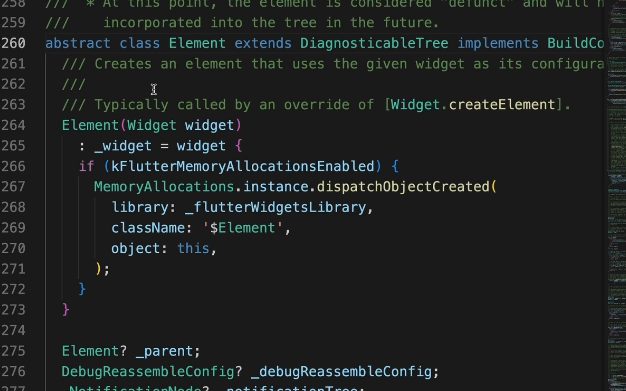 258 /// * At this point, the element is considered "defunct" and will n
259 /// incorporated into the tree in the future.
260 abstract class Element extends DiagnosticableTree implements BuildCo
261 /// Creates an element that uses the given widget as its configura
262 ///
263 /// Typically called by an override of [Widget.createElement].
264 Element(Widget widget)
265 : _widget = widget {
266 if (kFlutterMemoryAllocationsEnabled) {
267 MemoryAllocations.instance.dispatchObjectCreated(
268 library: _flutterWidgetsLibrary,
269 className: '$Element',
270 object: this,
271 );
272 }
273 }
274
275 Element? _parent;
276 DebugReassembleConfig? _debugReassembleConfig;
277 _NotificationNode? _notificationTree;